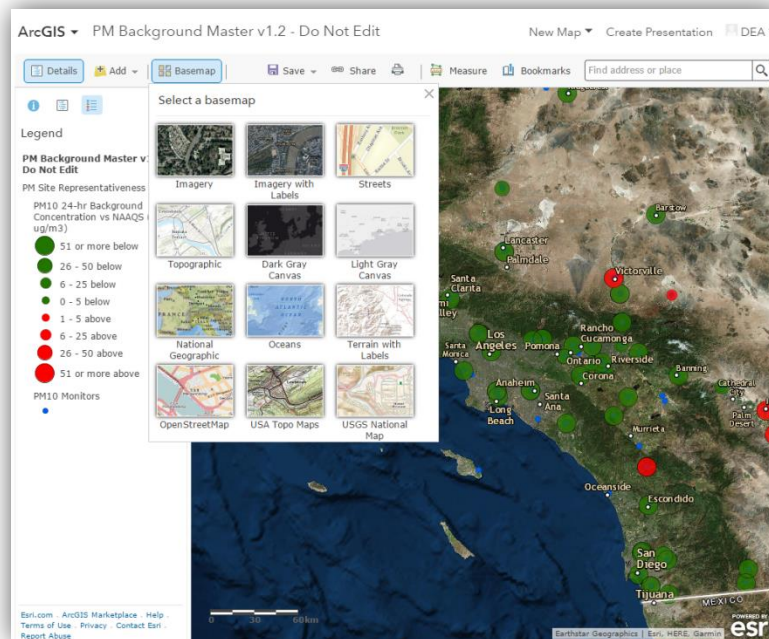 ArcGIS ▾ PM Background Master v1.2 - Do Not Edit
New Map ▾ Create Presentation DEA
Details Add Basemap Save Share Measure Bookmarks Find address or place
Select a basemap
Imagery
Imagery with
Labels
Streets
Topographic
Dark Gray
Canvas
Light Gray
Canvas
National
Geographic
Oceans
Terrain with
Labels
OpenStreetMap
USA Topo Maps
USGS National
Map
Legend
PM Background Master v1
Do Not Edit
PM Site Representativeness
PM10 24-hr Background
Concentration vs NAAQS (
ug/m3)
51 or more below
26 - 50 below
6 - 25 below
0 - 5 below
1 - 5 above
6 - 25 above
26 - 50 above
51 or more above
PM10 Monitors
Barstow
Lancaster
Palmdale
Victorville
Santa
Clarita
mi
alley
Los
Angeles
Santa
Monica
Pomona
Rancho
Cucamonga
Ontario
Riverside
Corona
Banning
Anaheim
Santa
Ana
Long
Beach
Cathedral
City
Palm
Desert
Murrieta
Oceanside
Escondido
San
Diego
Tijuana
MEXICO
0 30 60km
Esri.com . ArcGIS Marketplace . Help .
Terms of Use . Privacy . Contact Esri .
Report Abuse
Earthstar Geographics | Esri, HERE, Garmin
POWERED BY
esri